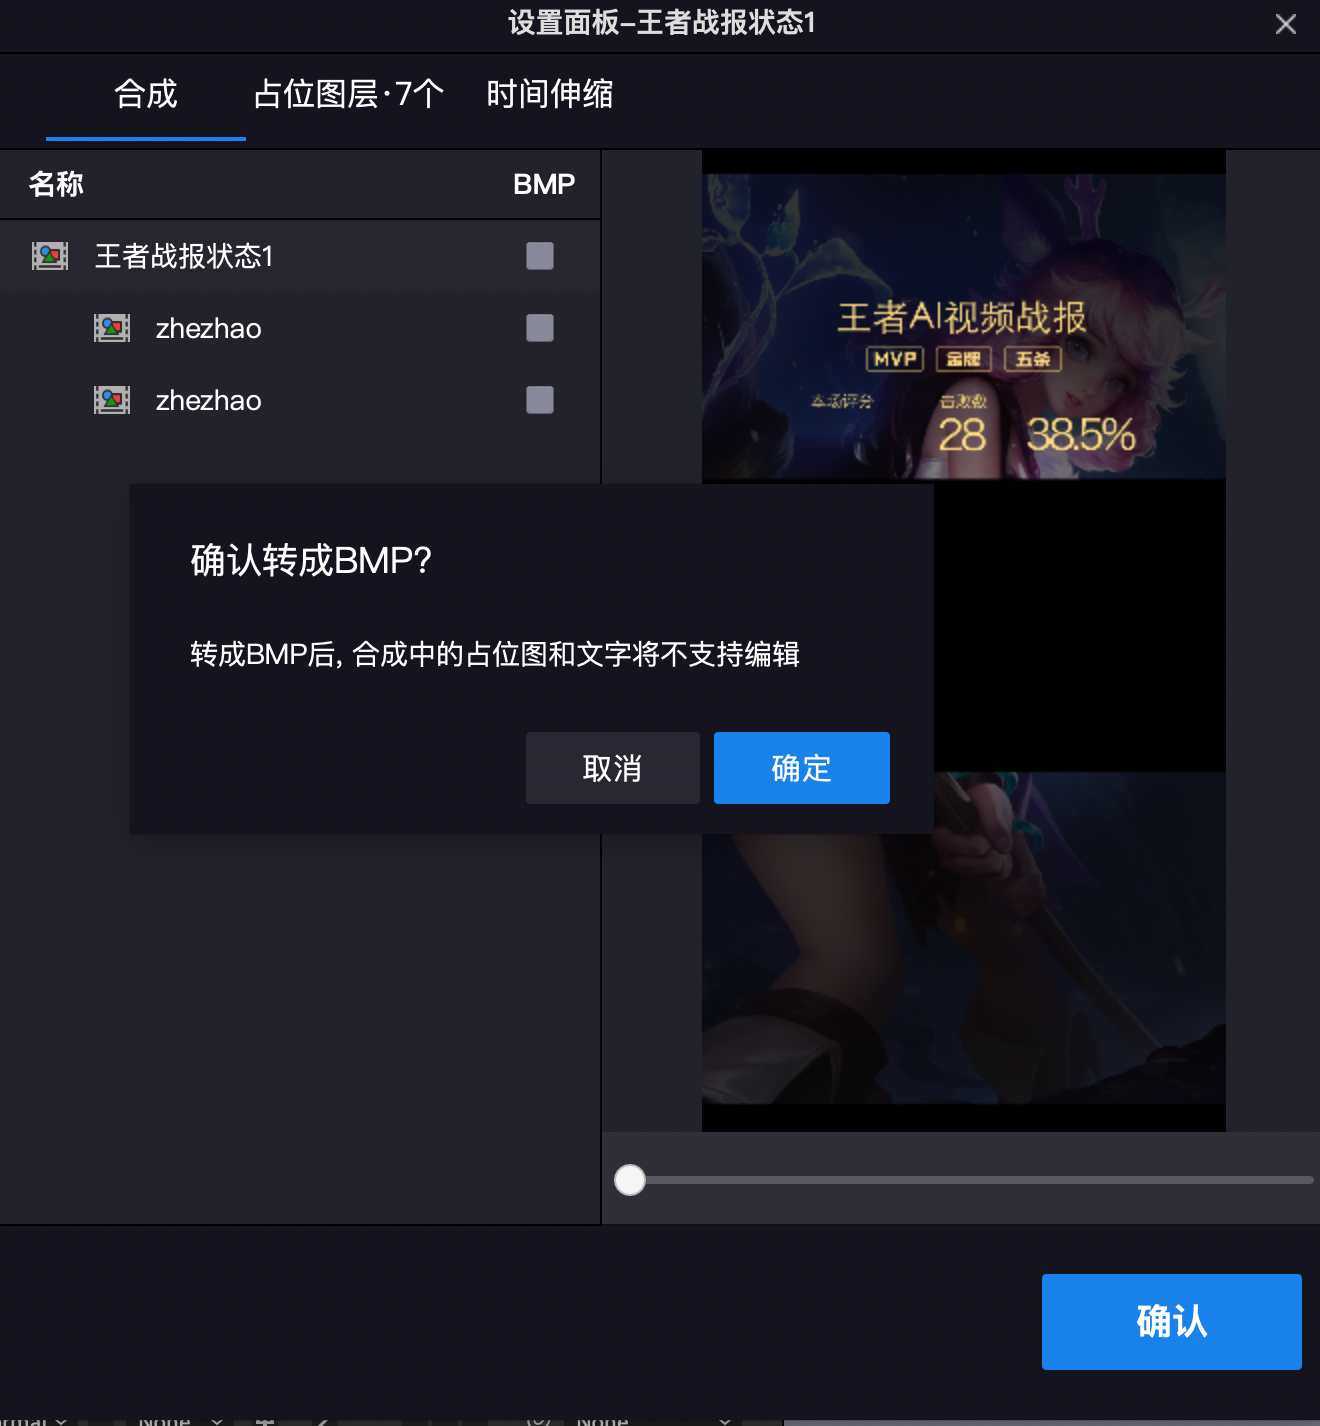 设置面板-王者战报状态1
合成
占位图层·7个
时间伸缩
名称
BMP
王者战报状态1
zhezhao
zhezhao
王者AI视频战报
MVP
金牌
五杀
本场评分
击败数
28
38.5%
确认转成BMP?
转成BMP后, 合成中的占位图和文字将不支持编辑
取消
确定
确认
None
None